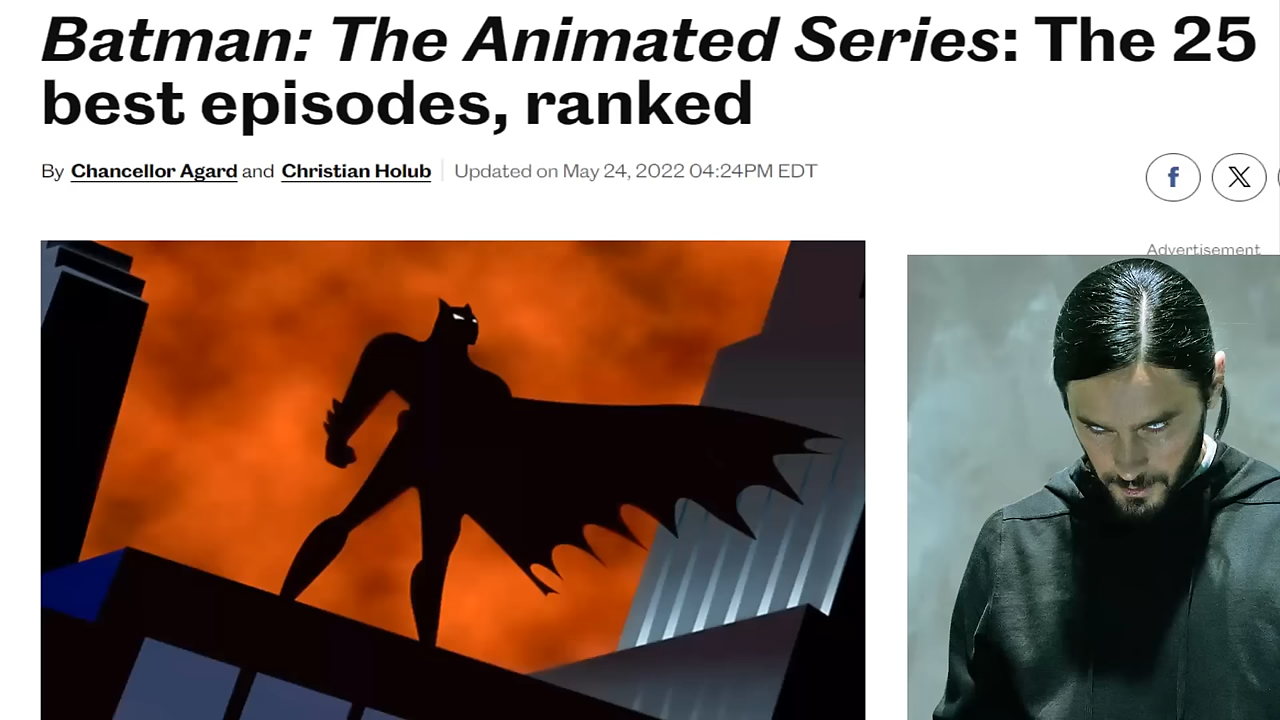 Batman: The Animated Series: The 25
best episodes, ranked
By Chancellor Agard and Christian Holub Updated on May 24, 2022 04:24PM EDT
f X
Advertisement